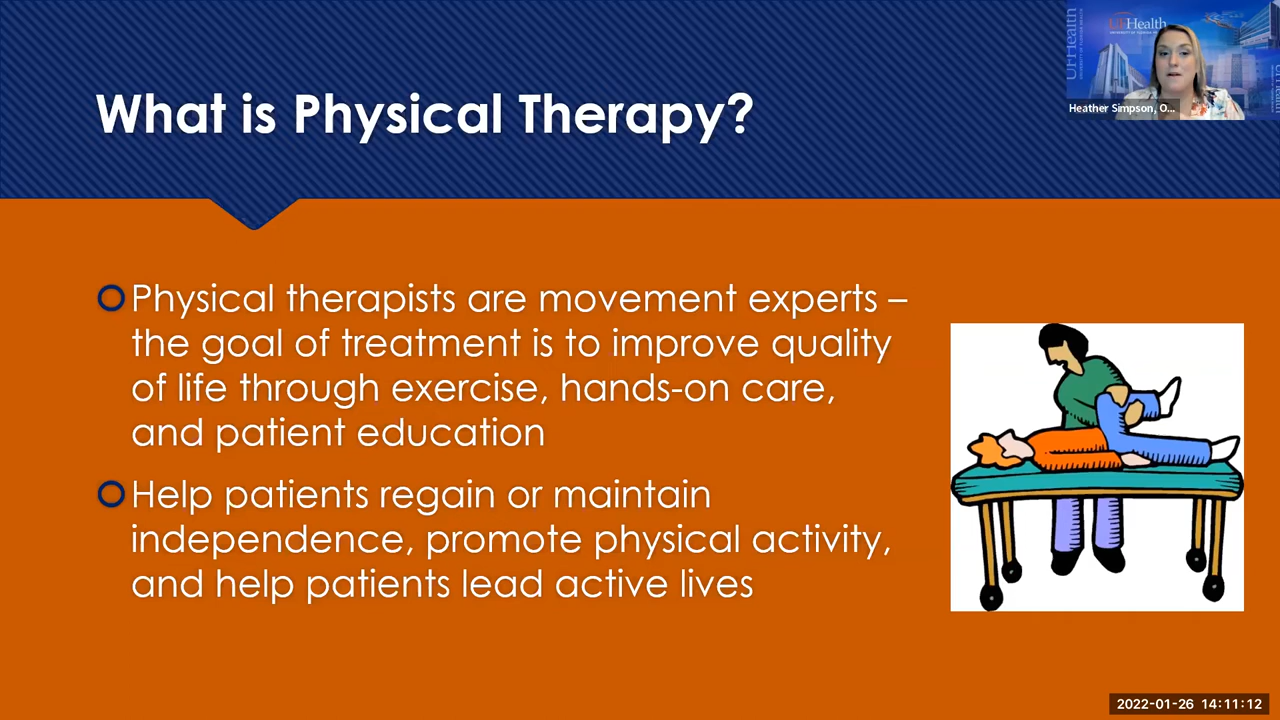 What is Physical Therapy?
UFHealth
UFHealth
Heather Simpson, O...
Physical therapists are movement experts –
the goal of treatment is to improve quality
of life through exercise, hands-on care,
and patient education
Help patients regain or maintain
independence, promote physical activity,
and help patients lead active lives
2022-01-26 14:11:12